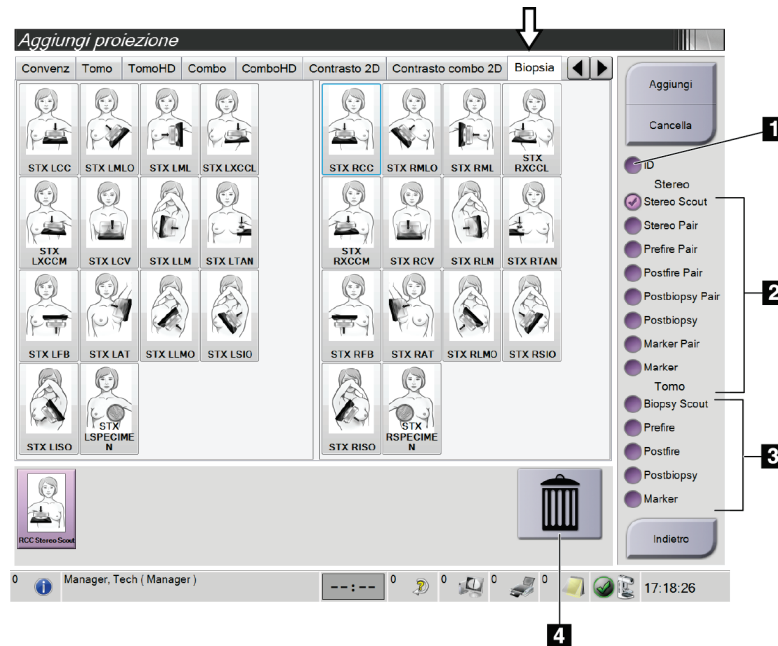 Aggiungi proiezione
Convenz Tomo TomoHD Combo ComboHD Contrasto 2D Contrasto combo 2D Biopsia
STX LCC STX LMLO STX LML STX LXCCL
STX RCC STX RMLO STX RML STX RXCCL
STX LXCCM STX LCV STX LLM STX LTAN
STX RXCCM STX RCV STX RLM STX RTAN
STX LFB STX LAT STX LLMO STX LSIO
STX RFB STX RAT STX RLMO STX RSIO
STX LISO STX LSPECIMEN
STX RISO STX RSPECIMEN
RCC Stereo Scout
Aggiungi
Cancella
ID
Stereo
Stereo Scout
Stereo Pair
Prefire Pair
Postfire Pair
Postbiopsy Pair
Postbiopsy
Marker Pair
Marker
Tomo
Biopsy Scout
Prefire
Postfire
Postbiopsy
Marker
Indietro
1
2
3
4
0 Manager, Tech ( Manager ) --:-- 0 0 0 0 17:18:26